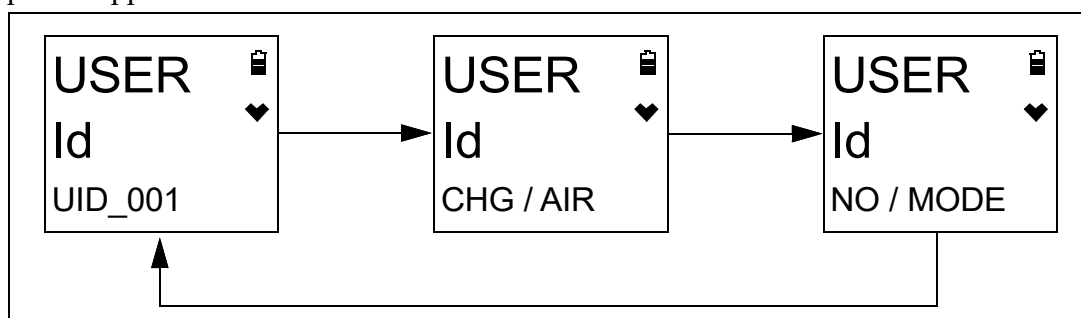 USER
Id
UID_001
USER
Id
CHG / AIR
USER
Id
NO / MODE